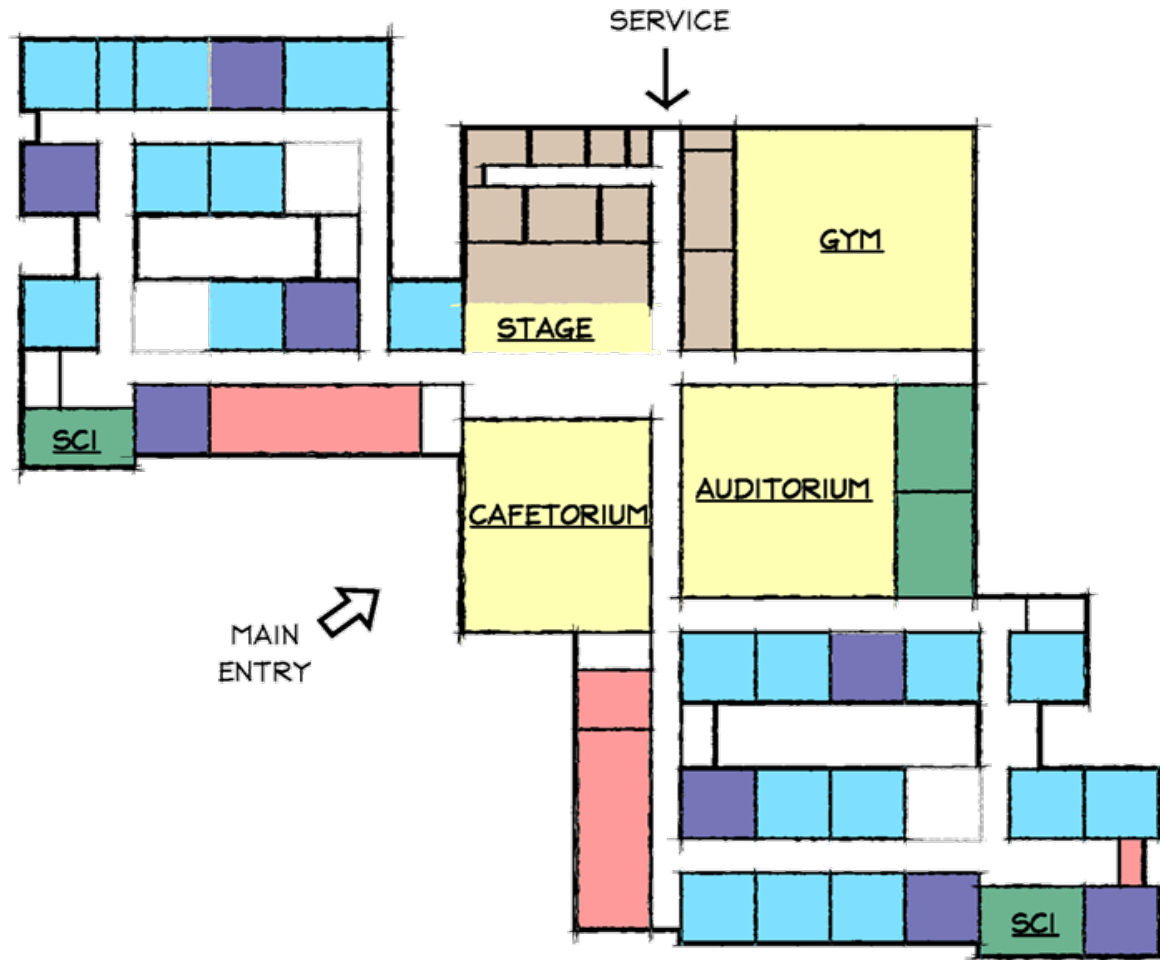 SERVICE
GYM
STAGE
SCI
AUDITORIUM
CAFETORIUM
MAIN
ENTRY
SCI